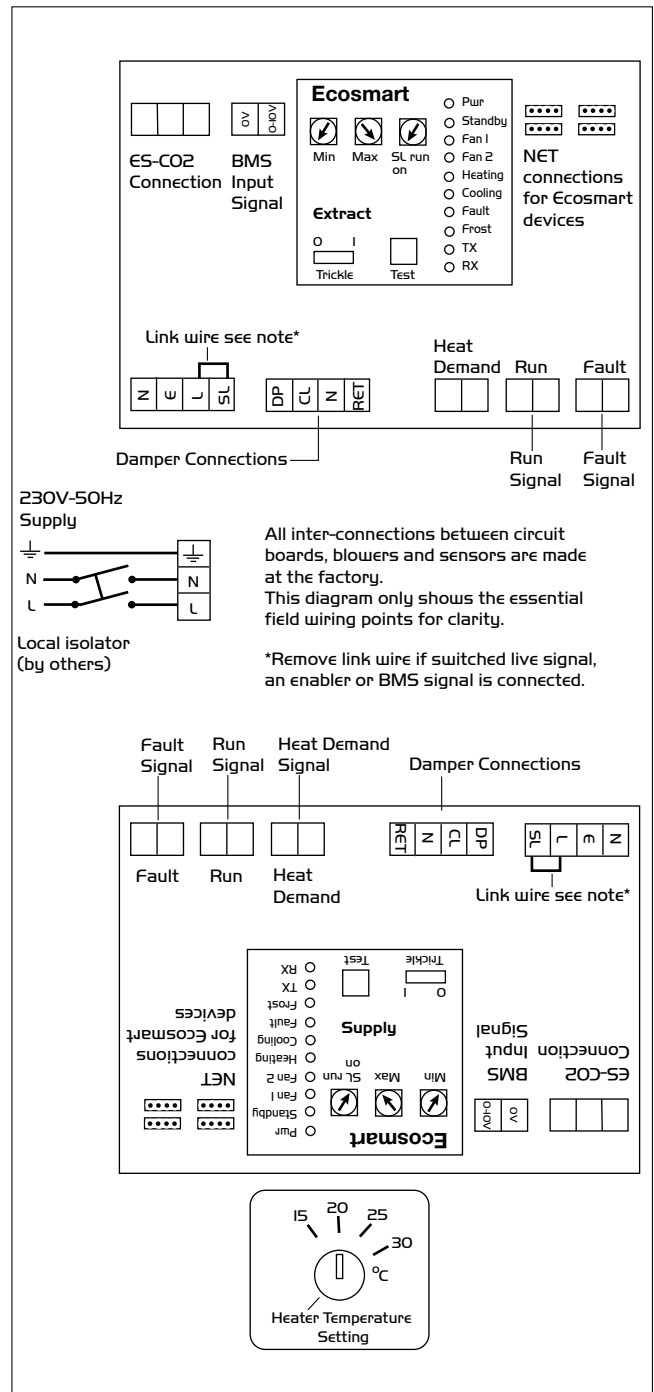 Ecosmart
Min
Max
SL run
on
Extract
O I
Trickle
Test
Pwr
Standby
Fan 1
Fan 2
Heating
Cooling
Fault
Frost
TX
RX
ES-CO2
Connection
0V
0-10V
BMS
Input
Signal
NET
connections
for Ecosmart
devices
Link wire see note*
N E L SL
DP CL N RET
Damper Connections
Heat
Demand
Run
Fault
Run
Signal
Fault
Signal
230V-50Hz
Supply
N
L
N
L
Local isolator
(by others)
All inter-connections between circuit
boards, blowers and sensors are made
at the factory.
This diagram only shows the essential
field wiring points for clarity.
*Remove link wire if switched live signal,
an enabler or BMS signal is connected.
Fault
Signal
Run
Signal
Heat Demand
Signal
Damper Connections
RET N CL DP
SL L E N
Fault
Run
Heat
Demand
Link wire see note*
Ecosmart
Min
Max
SL run
on
Supply
O I
Trickle
Test
Pwr
Standby
Fan 1
Fan 2
Heating
Cooling
Fault
Frost
TX
RX
NET
connections
for Ecosmart
devices
BMS
Input
Signal
0V
0-10V
ES-CO2
Connection
15
20
25
30
°C
Heater Temperature
Setting